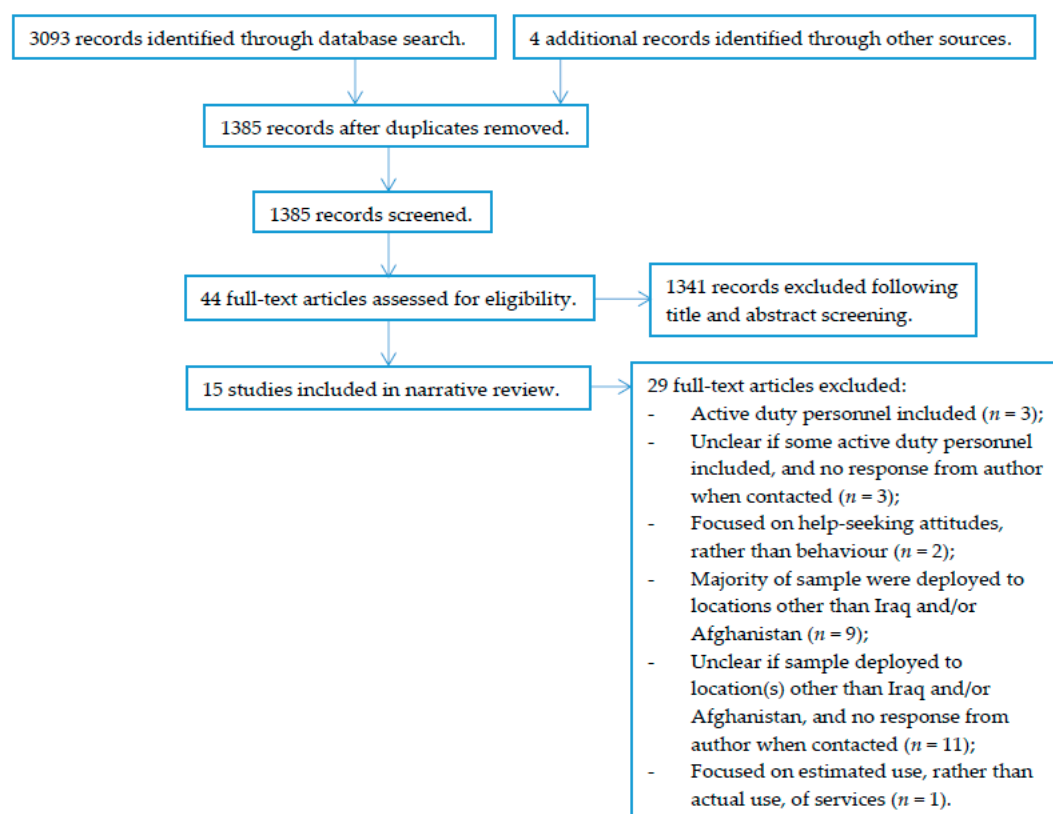 3093 records identified through database search.
4 additional records identified through other sources.
1385 records after duplicates removed.
1385 records screened.
44 full-text articles assessed for eligibility.
1341 records excluded following
title and abstract screening.
15 studies included in narrative review.
29 full-text articles excluded:
- Active duty personnel included (n = 3);
- Unclear if some active duty personnel
included, and no response from author
when contacted (n = 3);
- Focused on help-seeking attitudes,
rather than behaviour (n = 2);
- Majority of sample were deployed to
locations other than Iraq and/or
Afghanistan (n = 9);
- Unclear if sample deployed to
location(s) other than Iraq and/or
Afghanistan, and no response from
author when contacted (n = 11);
- Focused on estimated use, rather than
actual use, of services (n = 1).